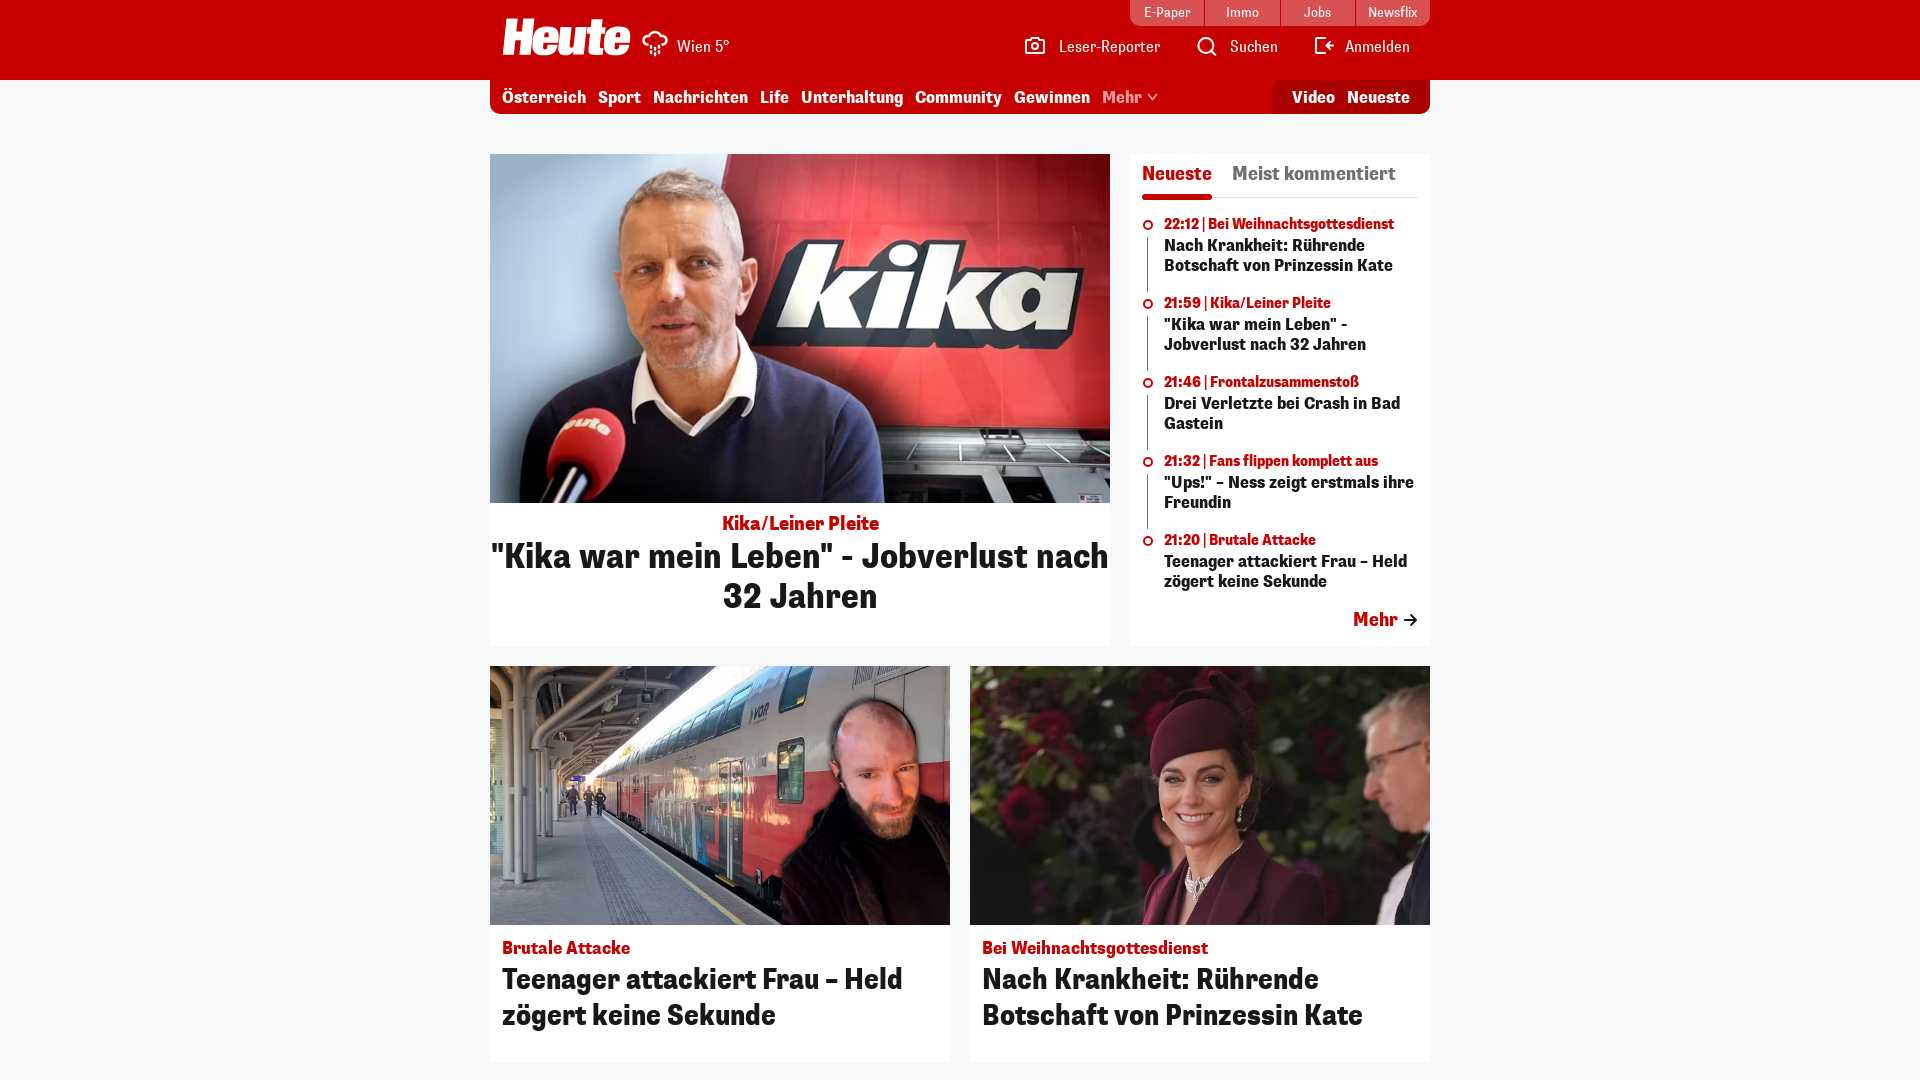 E-Paper
Immo
Jobs
Newsflix
Heute
Wien 5°
Leser-Reporter
Suchen
Anmelden
Österreich
Sport
Nachrichten
Life
Unterhaltung
Community
Gewinnen
Mehr
Video
Neueste
kika
Heute
Kika/Leiner Pleite
"Kika war mein Leben" - Jobverlust nach
32 Jahren
Neueste
Meist kommentiert
22:12 | Bei Weihnachtsgottesdienst
Nach Krankheit: Rührende
Botschaft von Prinzessin Kate
21:59 | Kika/Leiner Pleite
"Kika war mein Leben" -
Jobverlust nach 32 Jahren
21:46 | Frontalzusammenstoß
Drei Verletzte bei Crash in Bad
Gastein
21:32 | Fans flippen komplett aus
"Ups!" – Ness zeigt erstmals ihre
Freundin
21:20 | Brutale Attacke
Teenager attackiert Frau – Held
zögert keine Sekunde
Mehr
VOR
Brutale Attacke
Teenager attackiert Frau – Held
zögert keine Sekunde
Bei Weihnachtsgottesdienst
Nach Krankheit: Rührende
Botschaft von Prinzessin Kate